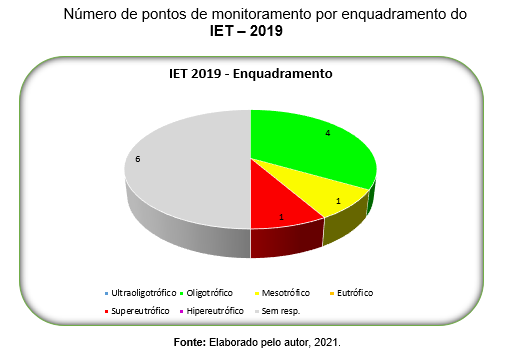 Número de pontos de monitoramento por enquadramento do
IET – 2019
IET 2019 - Enquadramento
4
6
1
1
Ultraoligotrófico Oligotrófico Mesotrófico Eutrófico
Supereutrófico Hipereutrófico Sem resp.
Fonte: Elaborado pelo autor, 2021.